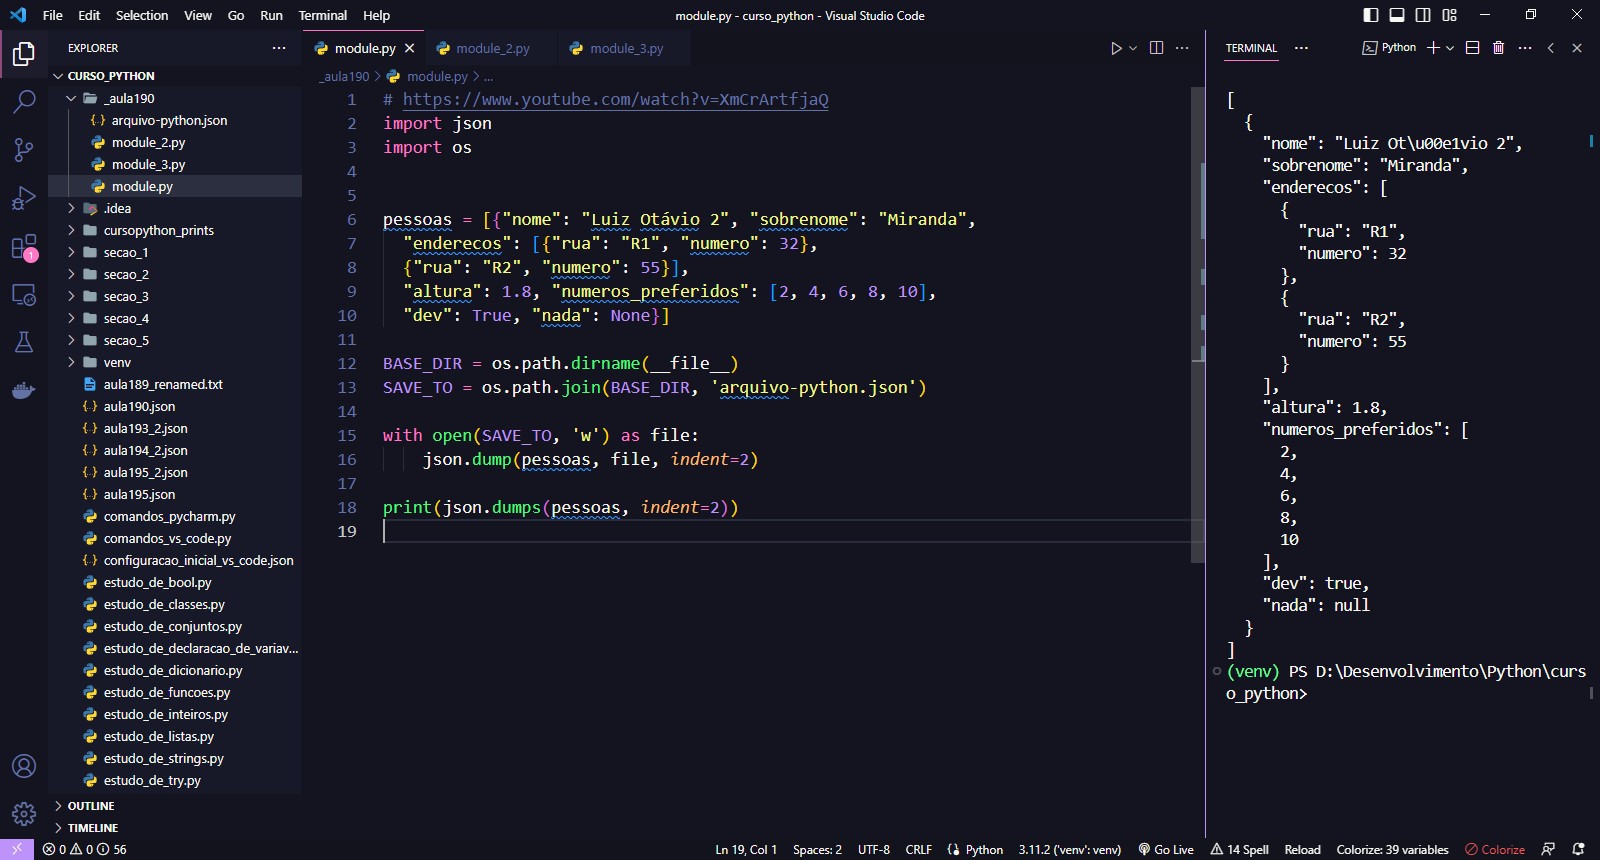 File Edit Selection View Go Run Terminal Help
module.py - curso_python - Visual Studio Code
EXPLORER
CURSO_PYTHON
_aula190
arquivo-python.json
module_2.py
module_3.py
module.py
.idea
cursopython_prints
secao_1
secao_2
secao_3
secao_4
secao_5
venv
aula189_renamed.txt
aula190.json
aula193_2.json
aula194_2.json
aula195_2.json
aula195.json
comandos_pycharm.py
comandos_vs_code.py
configuracao_inicial_vs_code.json
estudo_de_bool.py
estudo_de_classes.py
estudo_de_conjuntos.py
estudo_de_declaracao_de_variav...
estudo_de_dicionario.py
estudo_de_funcoes.py
estudo_de_inteiros.py
estudo_de_listas.py
estudo_de_strings.py
estudo_de_try.py
OUTLINE
TIMELINE
1
module.py module_2.py module_3.py
_aula190 > module.py > ...
1 # https://www.youtube.com/watch?v=XmCrArtfjaQ
2 import json
3 import os
4
5
6 pessoas = [{"nome": "Luiz Otávio 2", "sobrenome": "Miranda",
7 "enderecos": [{"rua": "R1", "numero": 32},
8 {"rua": "R2", "numero": 55}],
9 "altura": 1.8, "numeros_preferidos": [2, 4, 6, 8, 10],
10 "dev": True, "nada": None}]
11
12 BASE_DIR = os.path.dirname(__file__)
13 SAVE_TO = os.path.join(BASE_DIR, 'arquivo-python.json')
14
15 with open(SAVE_TO, 'w') as file:
16 json.dump(pessoas, file, indent=2)
17
18 print(json.dumps(pessoas, indent=2))
19
TERMINAL ... Python
[
{
"nome": "Luiz Ot\u00e1vio 2",
"sobrenome": "Miranda",
"enderecos": [
{
"rua": "R1",
"numero": 32
},
{
"rua": "R2",
"numero": 55
}
],
"altura": 1.8,
"numeros_preferidos": [
2,
4,
6,
8,
10
],
"dev": true,
"nada": null
}
]
(venv) PS D:\Desenvolvimento\Python\curs
o_python>
0 0 56 Ln 19, Col 1 Spaces: 2 UTF-8 CRLF Python 3.11.2 ('venv': venv) Go Live 14 Spell Reload Colorize: 39 variables Colorize